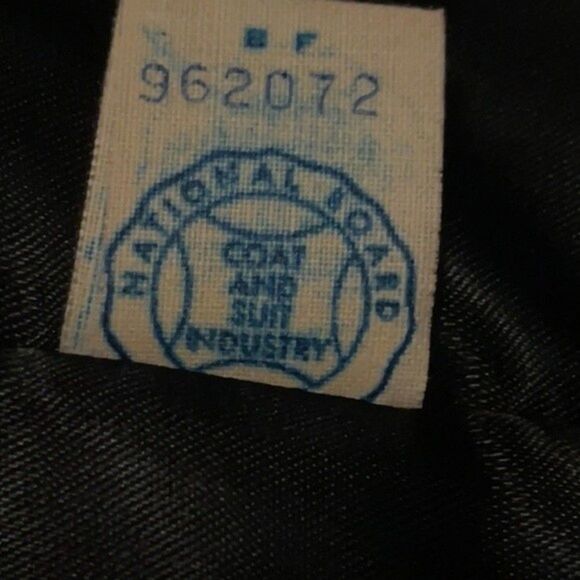 B F
962072
NATIONAL BOARD
COAT
AND
SUIT
INDUSTRY